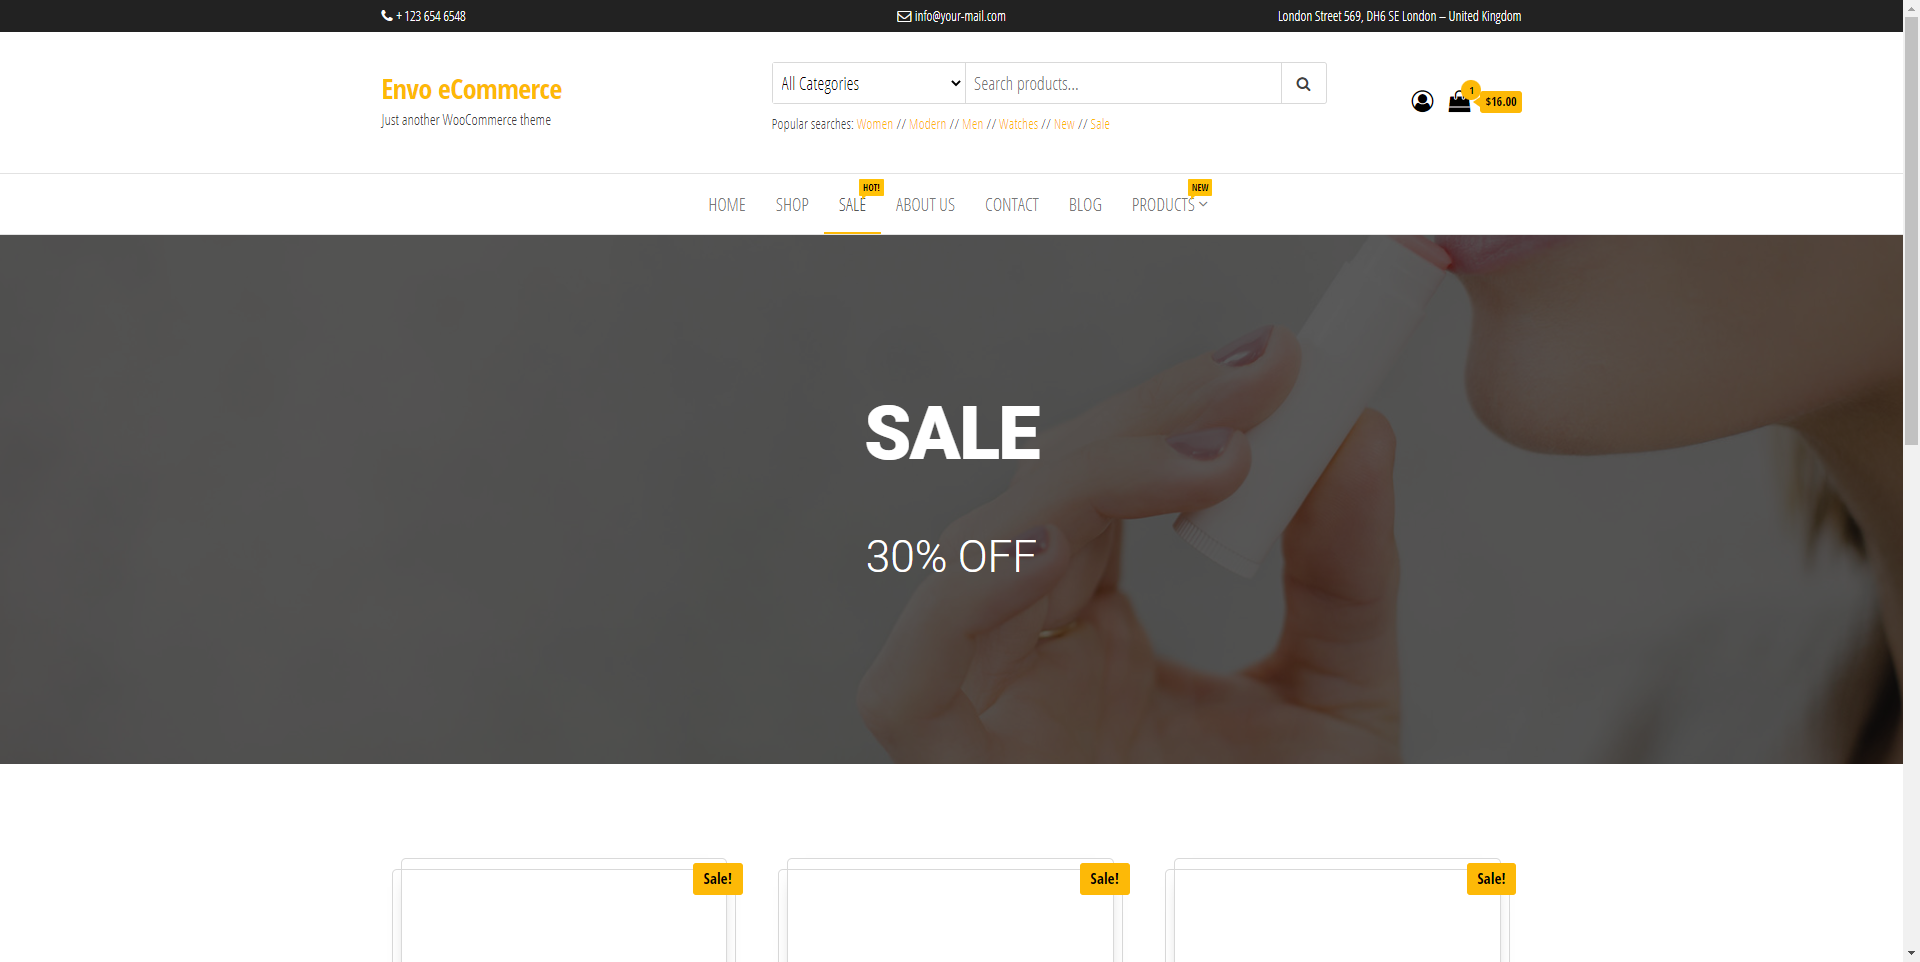 + 123 654 6548
info@your-mail.com
London Street 569, DH6 SE London – United Kingdom
Envo eCommerce
Just another WooCommerce theme
All Categories
Search products...
Popular searches: Women // Modern // Men // Watches // New // Sale
1
$16.00
HOME
SHOP
SALE
HOT!
ABOUT US
CONTACT
BLOG
PRODUCTS
NEW
SALE
30% OFF
Sale!
Sale!
Sale!